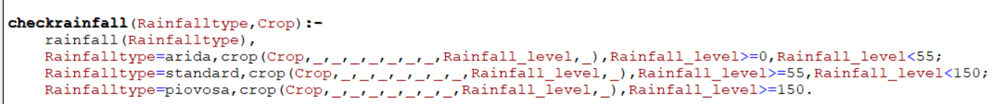 checkrainfall(Rainfalltype,Crop):-
    rainfall(Rainfalltype),
    Rainfalltype=arida,crop(Crop,_,_,_,_,_,_,_,Rainfall_level,_),Rainfall_level>=0,Rainfall_level<55;
    Rainfalltype=standard,crop(Crop,_,_,_,_,_,_,_,Rainfall_level,_),Rainfall_level>=55,Rainfall_level<150;
    Rainfalltype=piovosa,crop(Crop,_,_,_,_,_,_,_,Rainfall_level,_),Rainfall_level>=150.